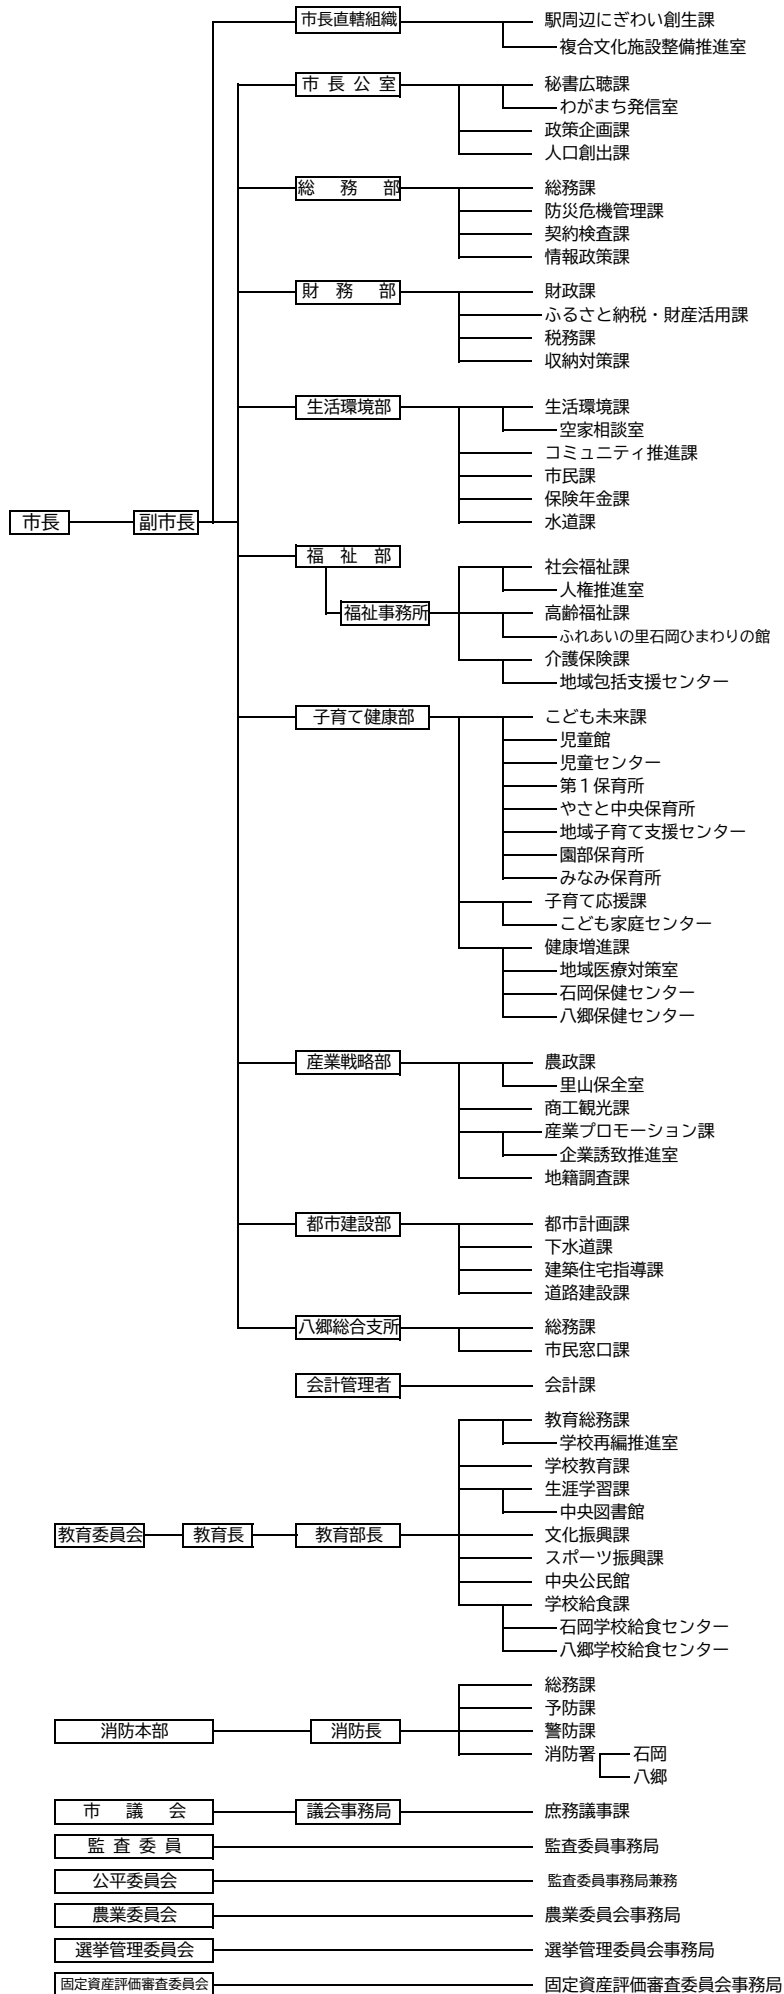 市長直轄組織 駅周辺にぎわい創生課
複合文化施設整備推進室
市長公室 秘書広聴課
わがまち発信室
政策企画課
人口創出課
総務部 総務課
防災危機管理課
契約検査課
情報政策課
財務部 財政課
ふるさと納税・財産活用課
税務課
収納対策課
生活環境部 生活環境課
空家相談室
コミュニティ推進課
市民課
保険年金課
市長 副市長 水道課
福祉部
社会福祉課
人権推進室
福祉事務所 高齢福祉課
ふれあいの里石岡ひまわりの館
介護保険課
地域包括支援センター
子育て健康部 こども未来課
児童館
児童センター
第1保育所
やさと中央保育所
地域子育て支援センター
園部保育所
みなみ保育所
子育て応援課
こども家庭センター
健康増進課
地域医療対策室
石岡保健センター
八郷保健センター
産業戦略部 農政課
里山保全室
商工観光課
産業プロモーション課
企業誘致推進室
地籍調査課
都市建設部 都市計画課
下水道課
建築住宅指導課
道路建設課
八郷総合支所 総務課
市民窓口課
会計管理者 会計課
教育総務課
学校再編推進室
学校教育課
生涯学習課
中央図書館
教育委員会 教育長 教育部長 文化振興課
スポーツ振興課
中央公民館
学校給食課
石岡学校給食センター
八郷学校給食センター
総務課
予防課
消防本部 消防長 警防課
消防署 石岡
八郷
市議会 議会事務局 庶務議事課
監査委員 監査委員事務局
公平委員会 監査委員事務局兼務
農業委員会 農業委員会事務局
選挙管理委員会 選挙管理委員会事務局
固定資産評価審査委員会 固定資産評価審査委員会事務局